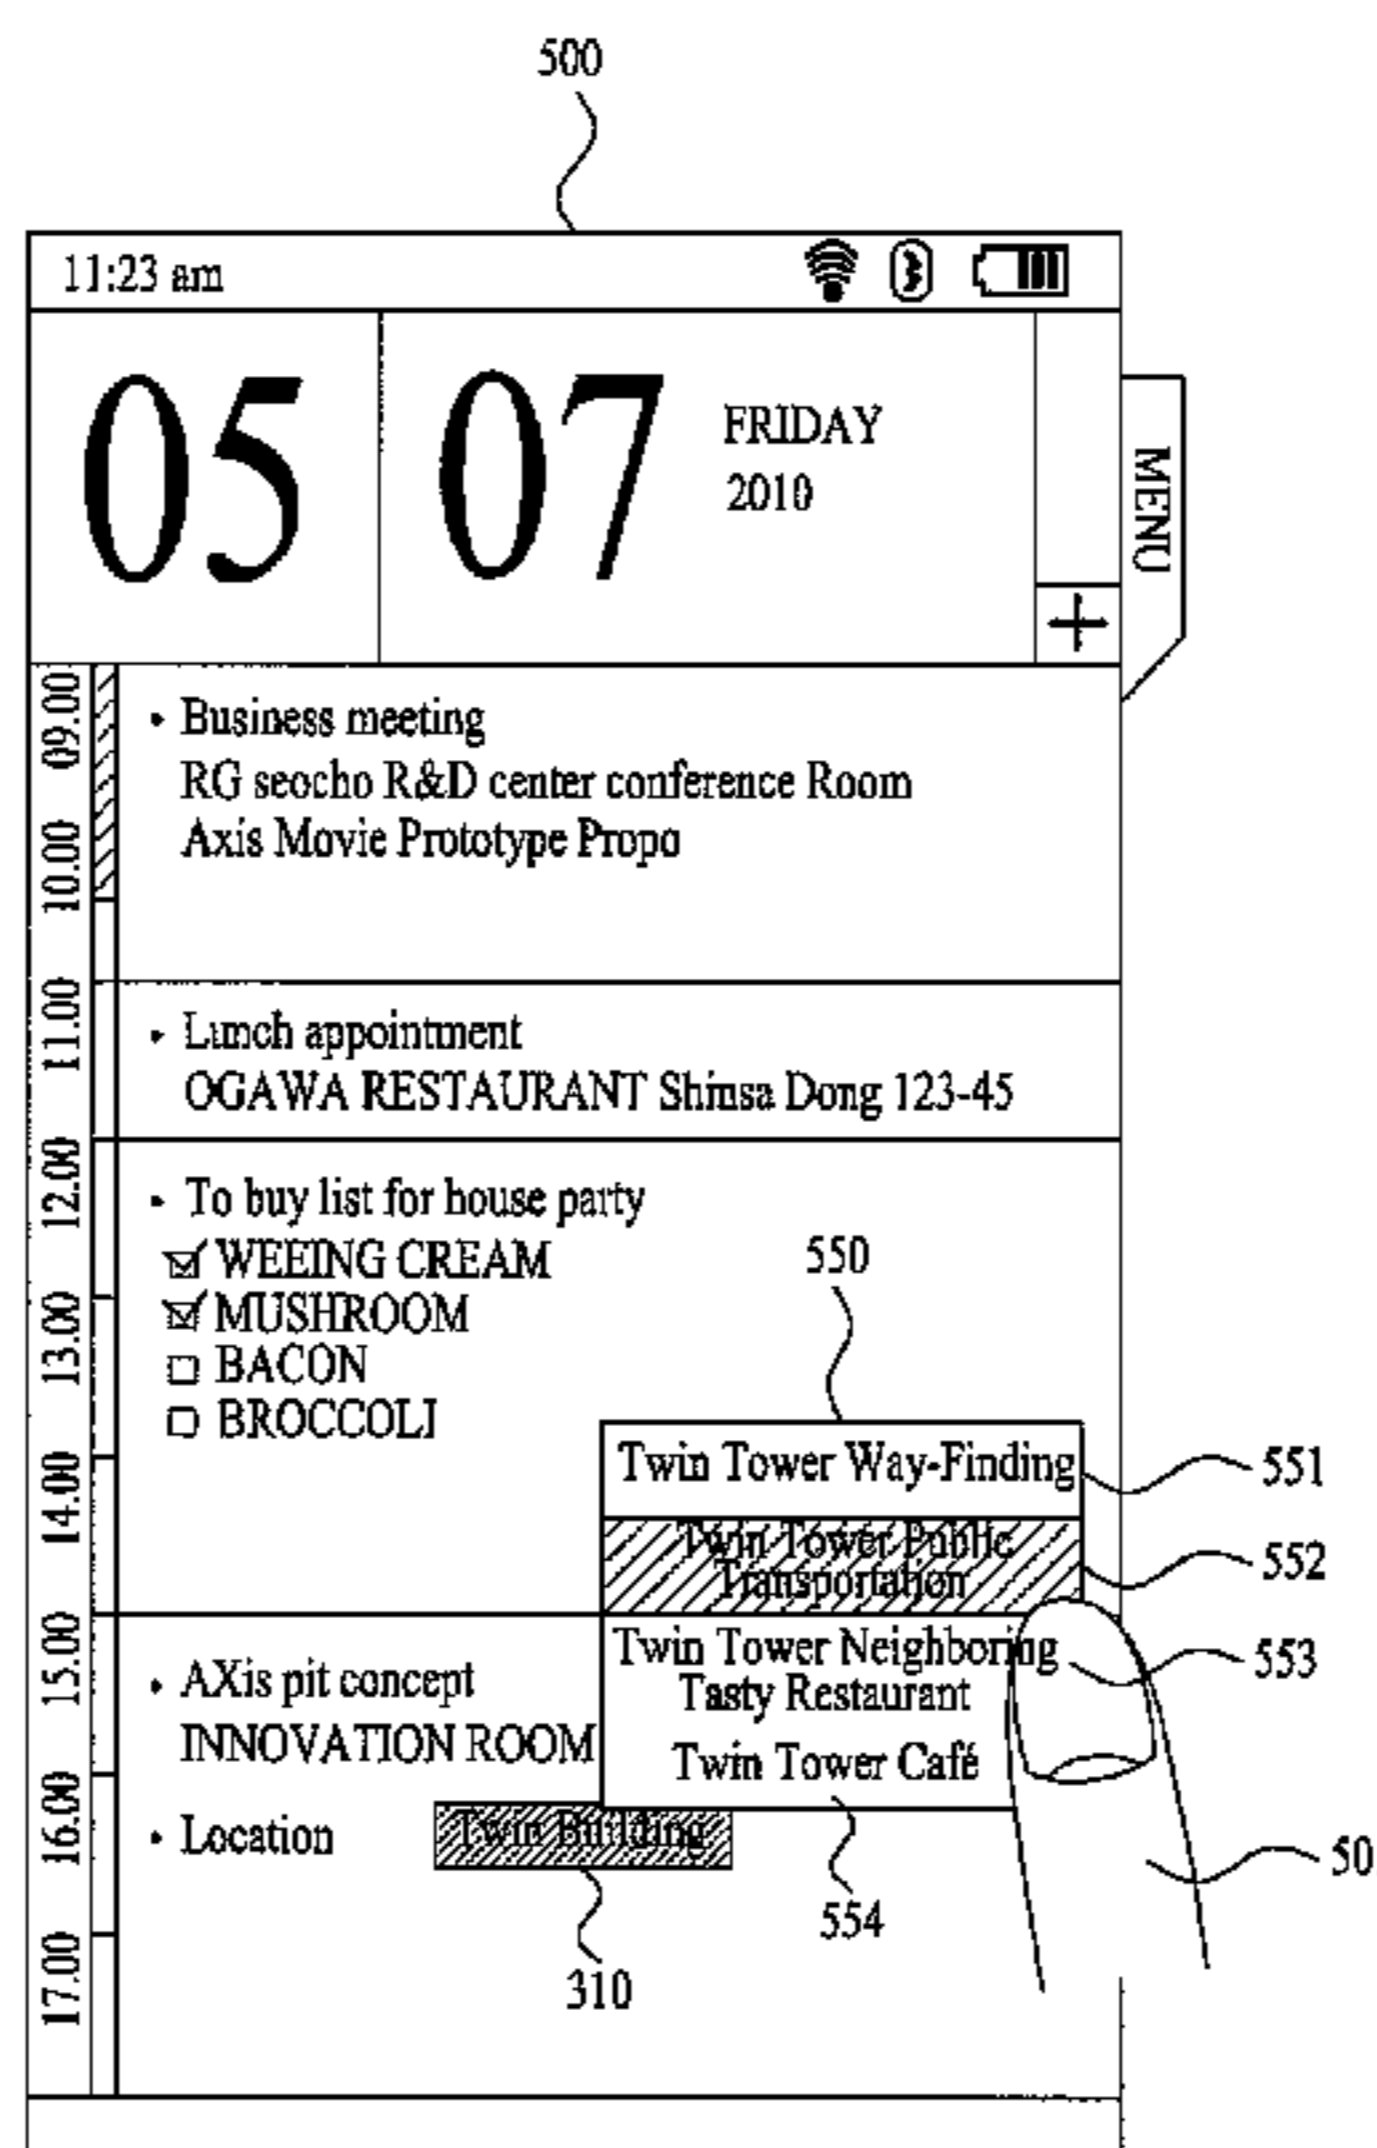 500
11:23 am
05
07
FRIDAY
2010
MENU
+
09.00
• Business meeting
RG seocho R&D center conference Room
Axis Movie Prototype Propo
10.00
11.00
• Lunch appointment
OGAWA RESTAURANT Shinsa Dong 123-45
12.00
• To buy list for house party
WEEING CREAM
MUSHROOM
BACON
BROCCOLI
13.00
14.00
550
Twin Tower Way-Finding
551
Twin Tower Public
Transportation
552
Twin Tower Neighboring
Tasty Restaurant
553
Twin Tower Café
554
15.00
• AXis pit concept
INNOVATION ROOM
16.00
• Location
Twin Building
310
50
17.00